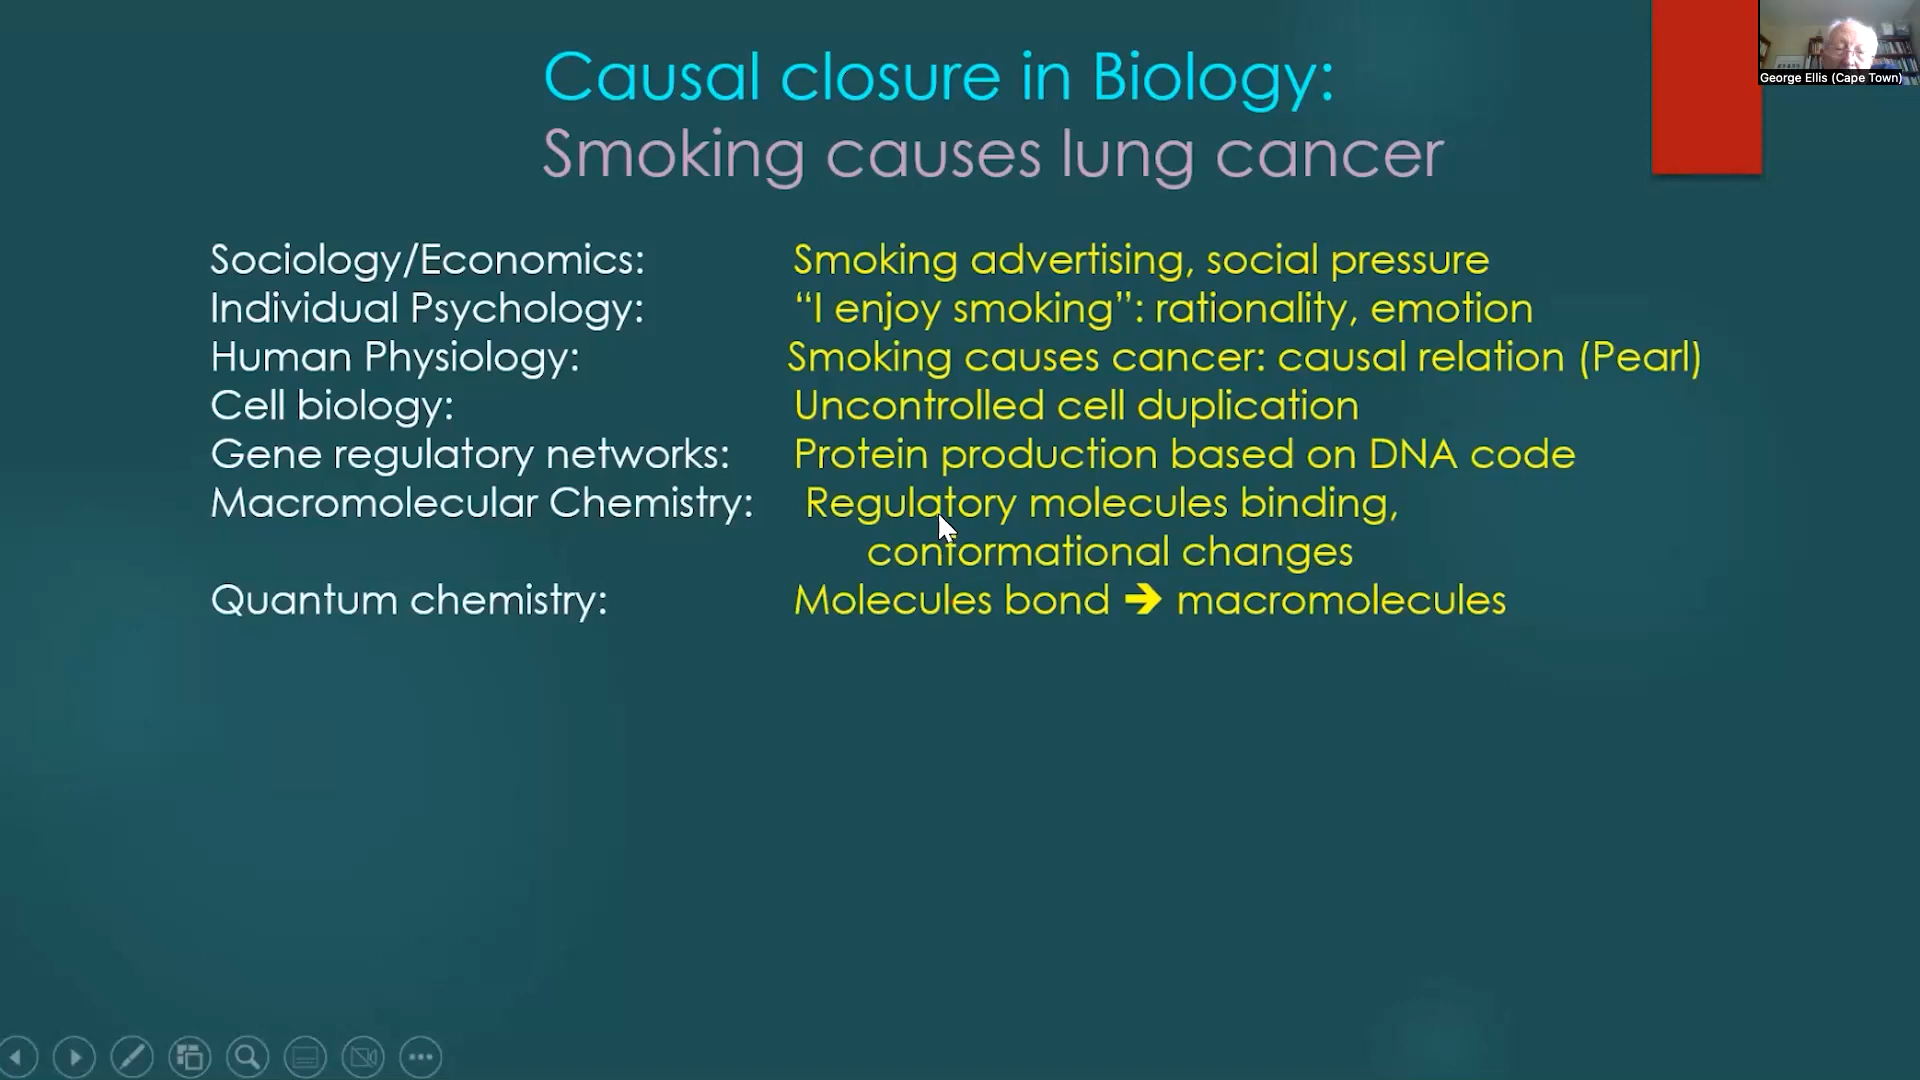 Causal closure in Biology:
Smoking causes lung cancer
George Ellis (Cape Town)
Sociology/Economics: Smoking advertising, social pressure
Individual Psychology: “I enjoy smoking”: rationality, emotion
Human Physiology: Smoking causes cancer: causal relation (Pearl)
Cell biology: Uncontrolled cell duplication
Gene regulatory networks: Protein production based on DNA code
Macromolecular Chemistry: Regulatory molecules binding,
conformational changes
Quantum chemistry: Molecules bond ➔ macromolecules